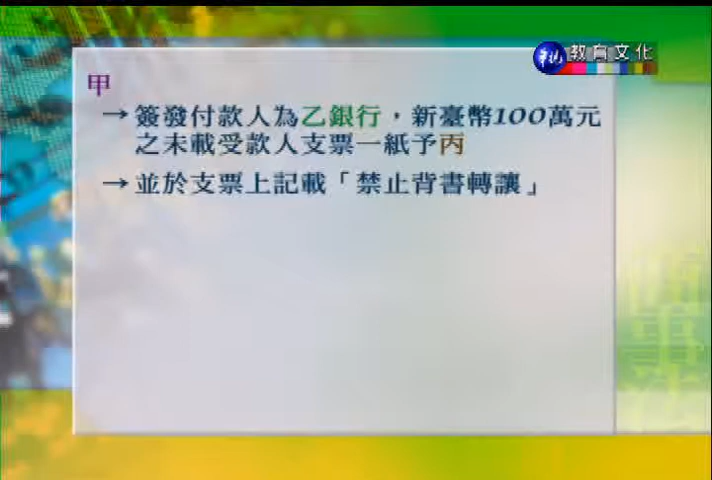 華視 教育文化
甲
→ 簽發付款人為乙銀行，新臺幣100萬元
之未載受款人支票一紙予丙
→ 並於支票上記載「禁止背書轉讓」